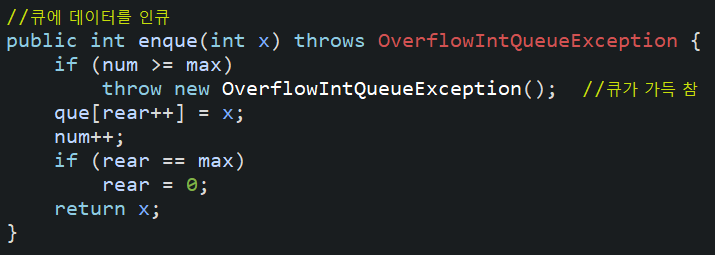 //큐에 데이터를 인큐
public int enque(int x) throws OverflowIntQueueException {
    if (num >= max)
        throw new OverflowIntQueueException();  //큐가 가득 참
    que[rear++] = x;
    num++;
    if (rear == max)
        rear = 0;
    return x;
}